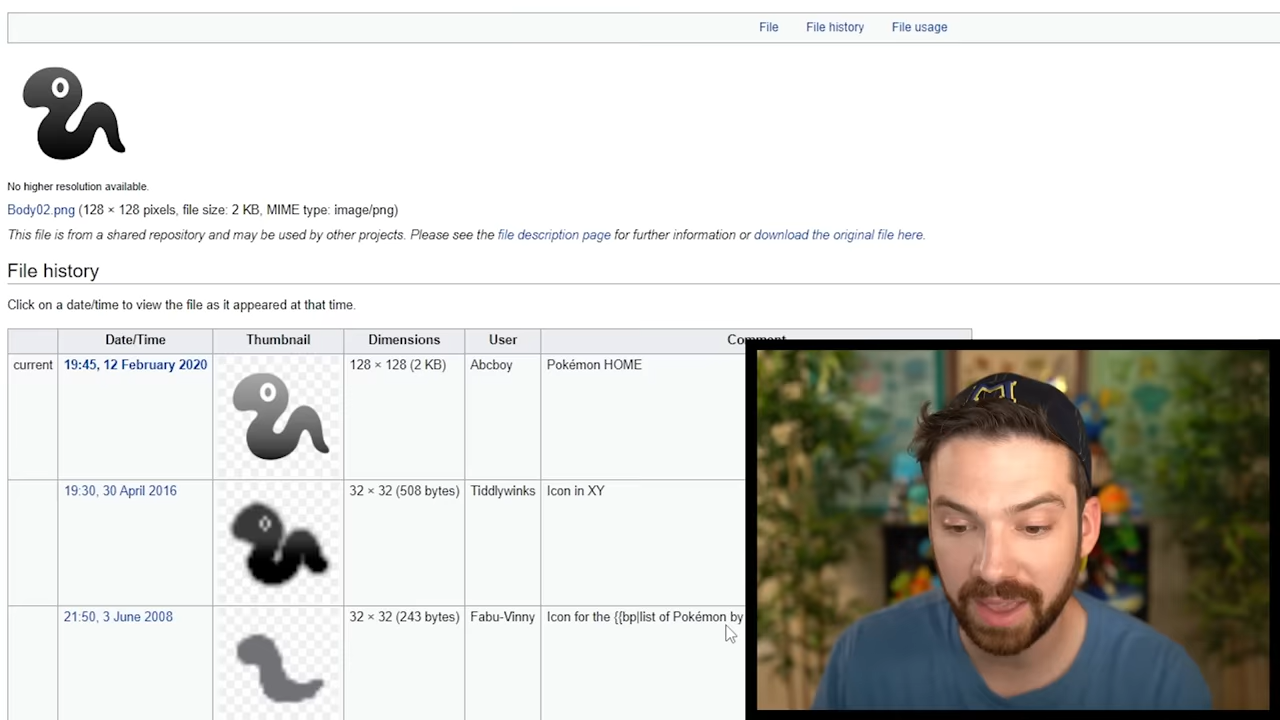 File File history File usage
No higher resolution available.
Body02.png (128 × 128 pixels, file size: 2 KB, MIME type: image/png)
This file is from a shared repository and may be used by other projects. Please see the file description page for further information or download the original file here.
File history
Click on a date/time to view the file as it appeared at that time.
Date/Time Thumbnail Dimensions User Comment
current 19:45, 12 February 2020 128 × 128 (2 KB) Abcboy Pokémon HOME
19:30, 30 April 2016 32 × 32 (508 bytes) Tiddlywinks Icon in XY
21:50, 3 June 2008 32 × 32 (243 bytes) Fabu-Vinny Icon for the {{bp|list of Pokémon by
M